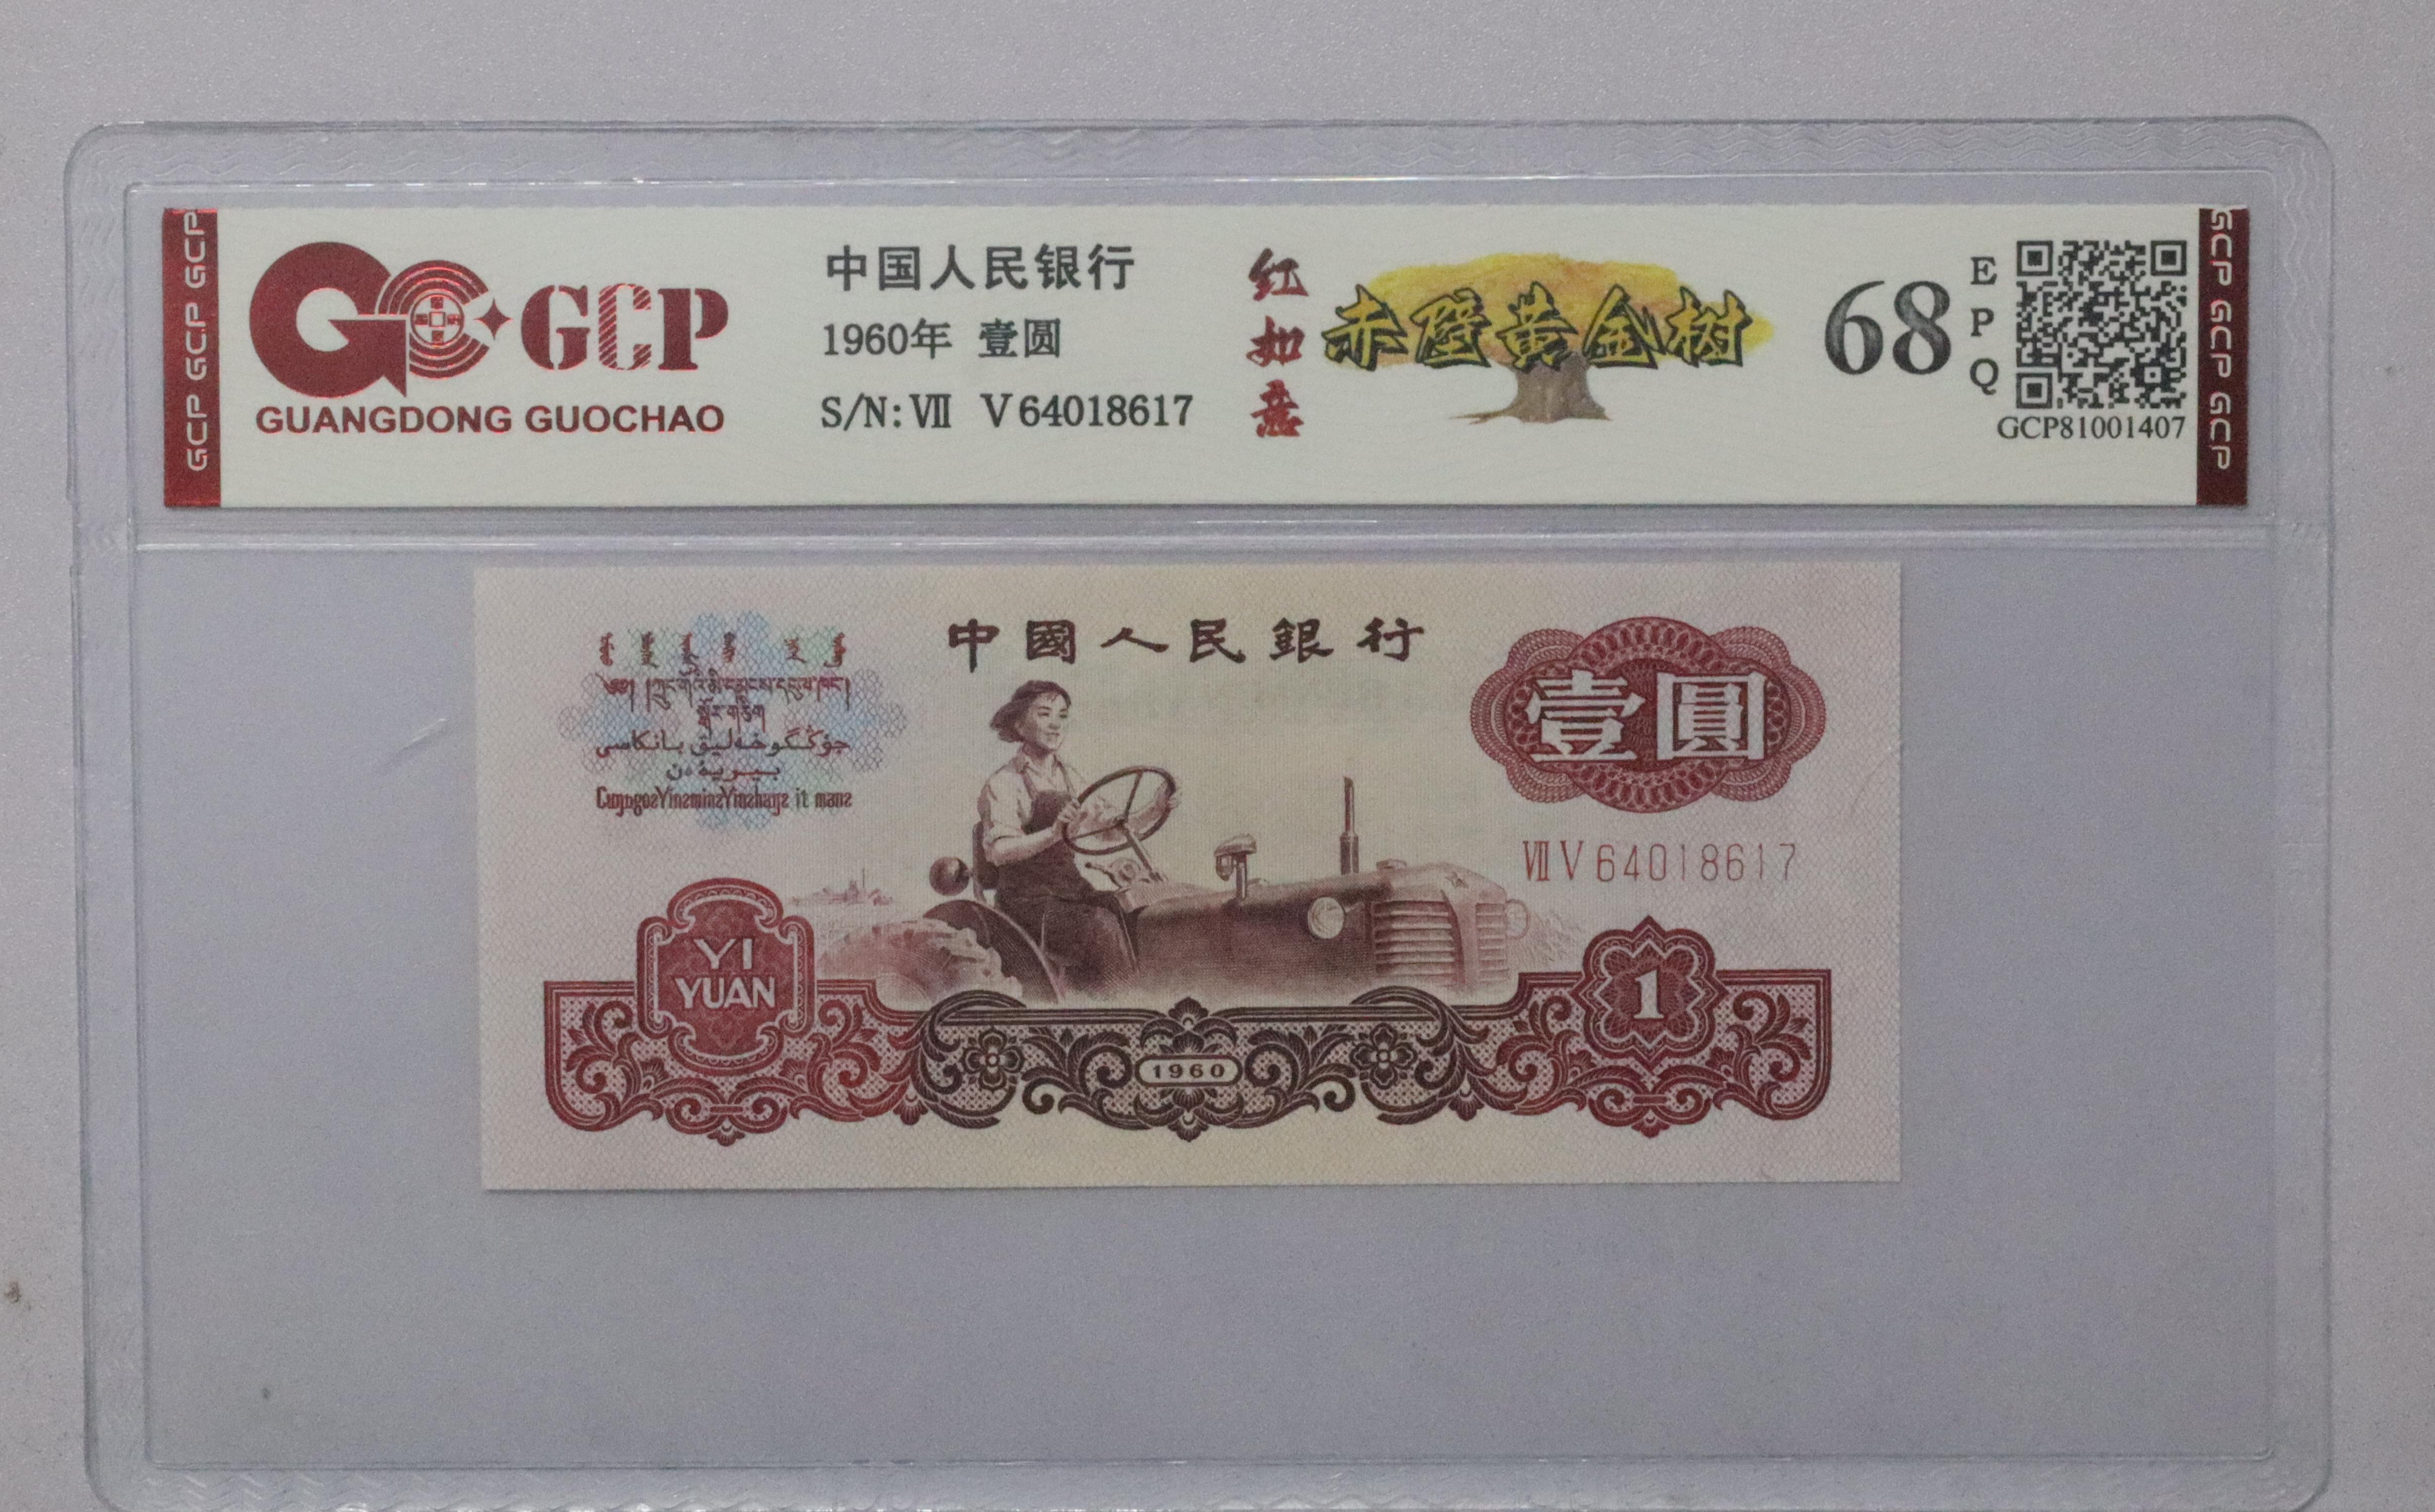 GCP GCP GCP
GCP
GUANGDONG GUOCHAO
中国人民银行
1960年 壹圆
S/N: Ⅶ V 64018617
红如意
赤壁黄金树
68
EPQ
GCP81001407
GCP GCP GCP
中國人民銀行
壹圓
ⅦV64018617
YI
YUAN
1
1960